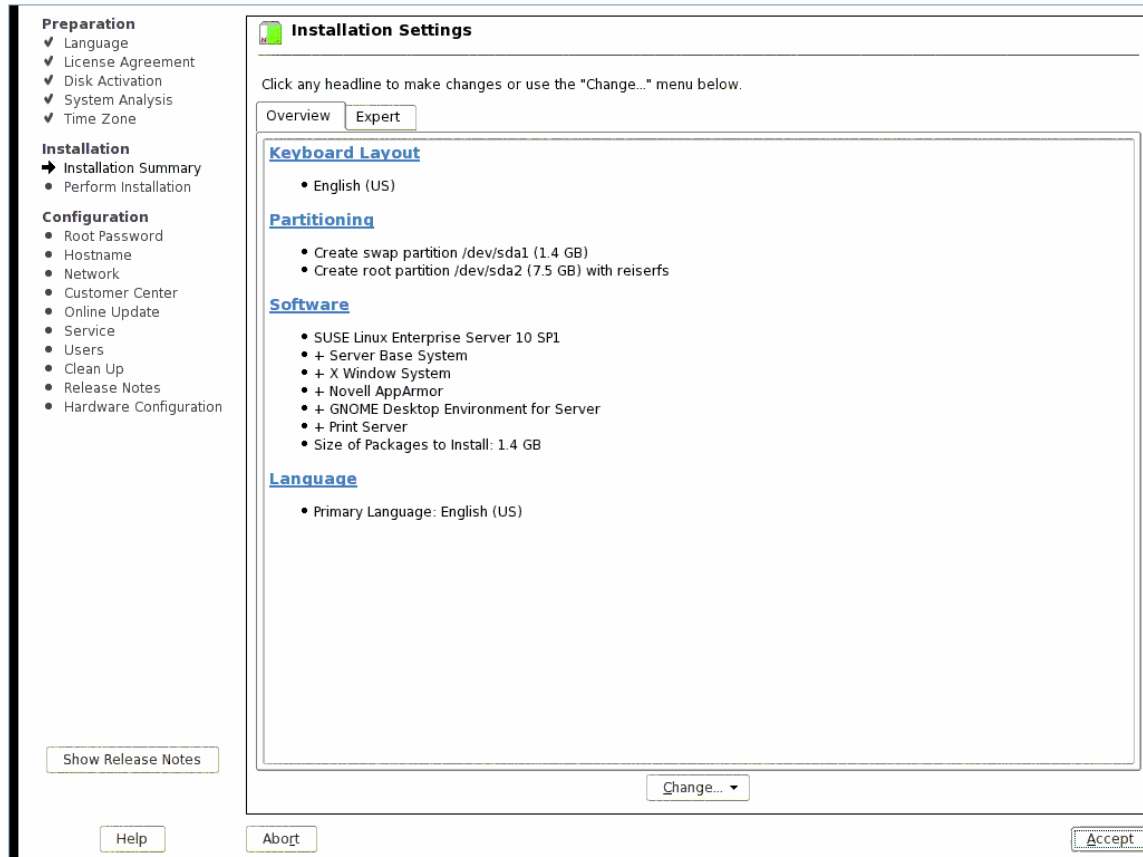 Preparation
Language
License Agreement
Disk Activation
System Analysis
Time Zone
Installation
Installation Summary
Perform Installation
Configuration
Root Password
Hostname
Network
Customer Center
Online Update
Service
Users
Clean Up
Release Notes
Hardware Configuration
Show Release Notes
Help
Installation Settings
Click any headline to make changes or use the "Change..." menu below.
Overview Expert
Keyboard Layout
• English (US)
Partitioning
• Create swap partition /dev/sda1 (1.4 GB)
• Create root partition /dev/sda2 (7.5 GB) with reiserfs
Software
• SUSE Linux Enterprise Server 10 SP1
• + Server Base System
• + X Window System
• + Novell AppArmor
• + GNOME Desktop Environment for Server
• + Print Server
• Size of Packages to Install: 1.4 GB
Language
• Primary Language: English (US)
Change...
Abort
Accept